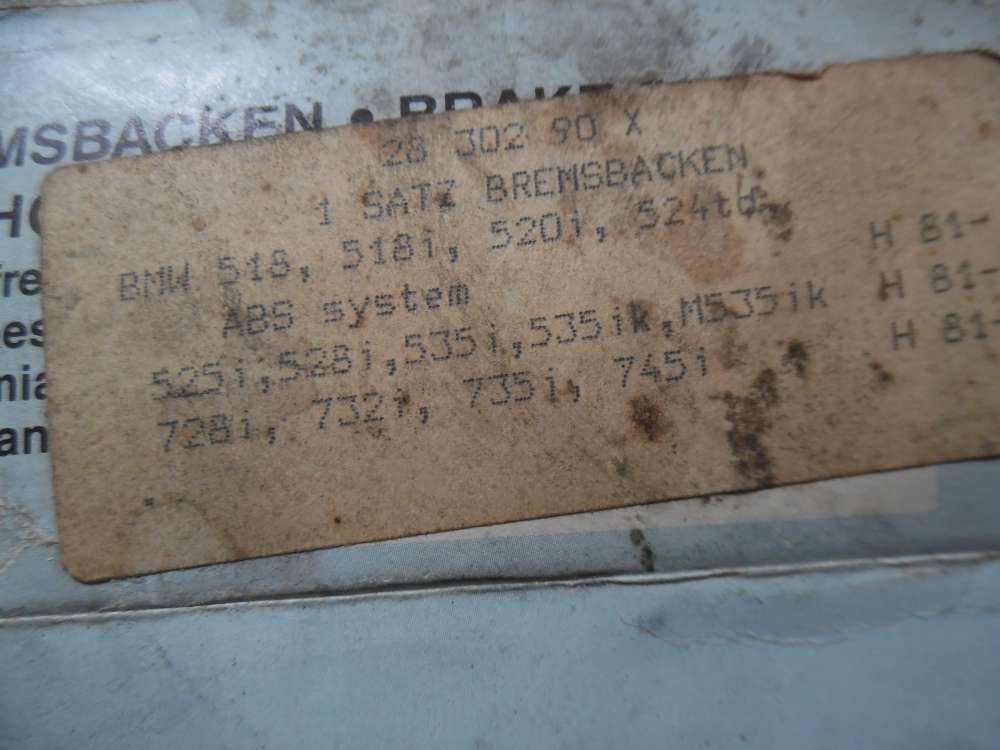 MSBACKEN • BRAKE
28 302 90 X
1 SATZ BREMSBACKEN
BMW 518, 518i, 520i, 524td H 81-
ABS system H 81-
525i,528i,535i,535ik,M535ik H 81-
728i, 732i, 735i, 745i